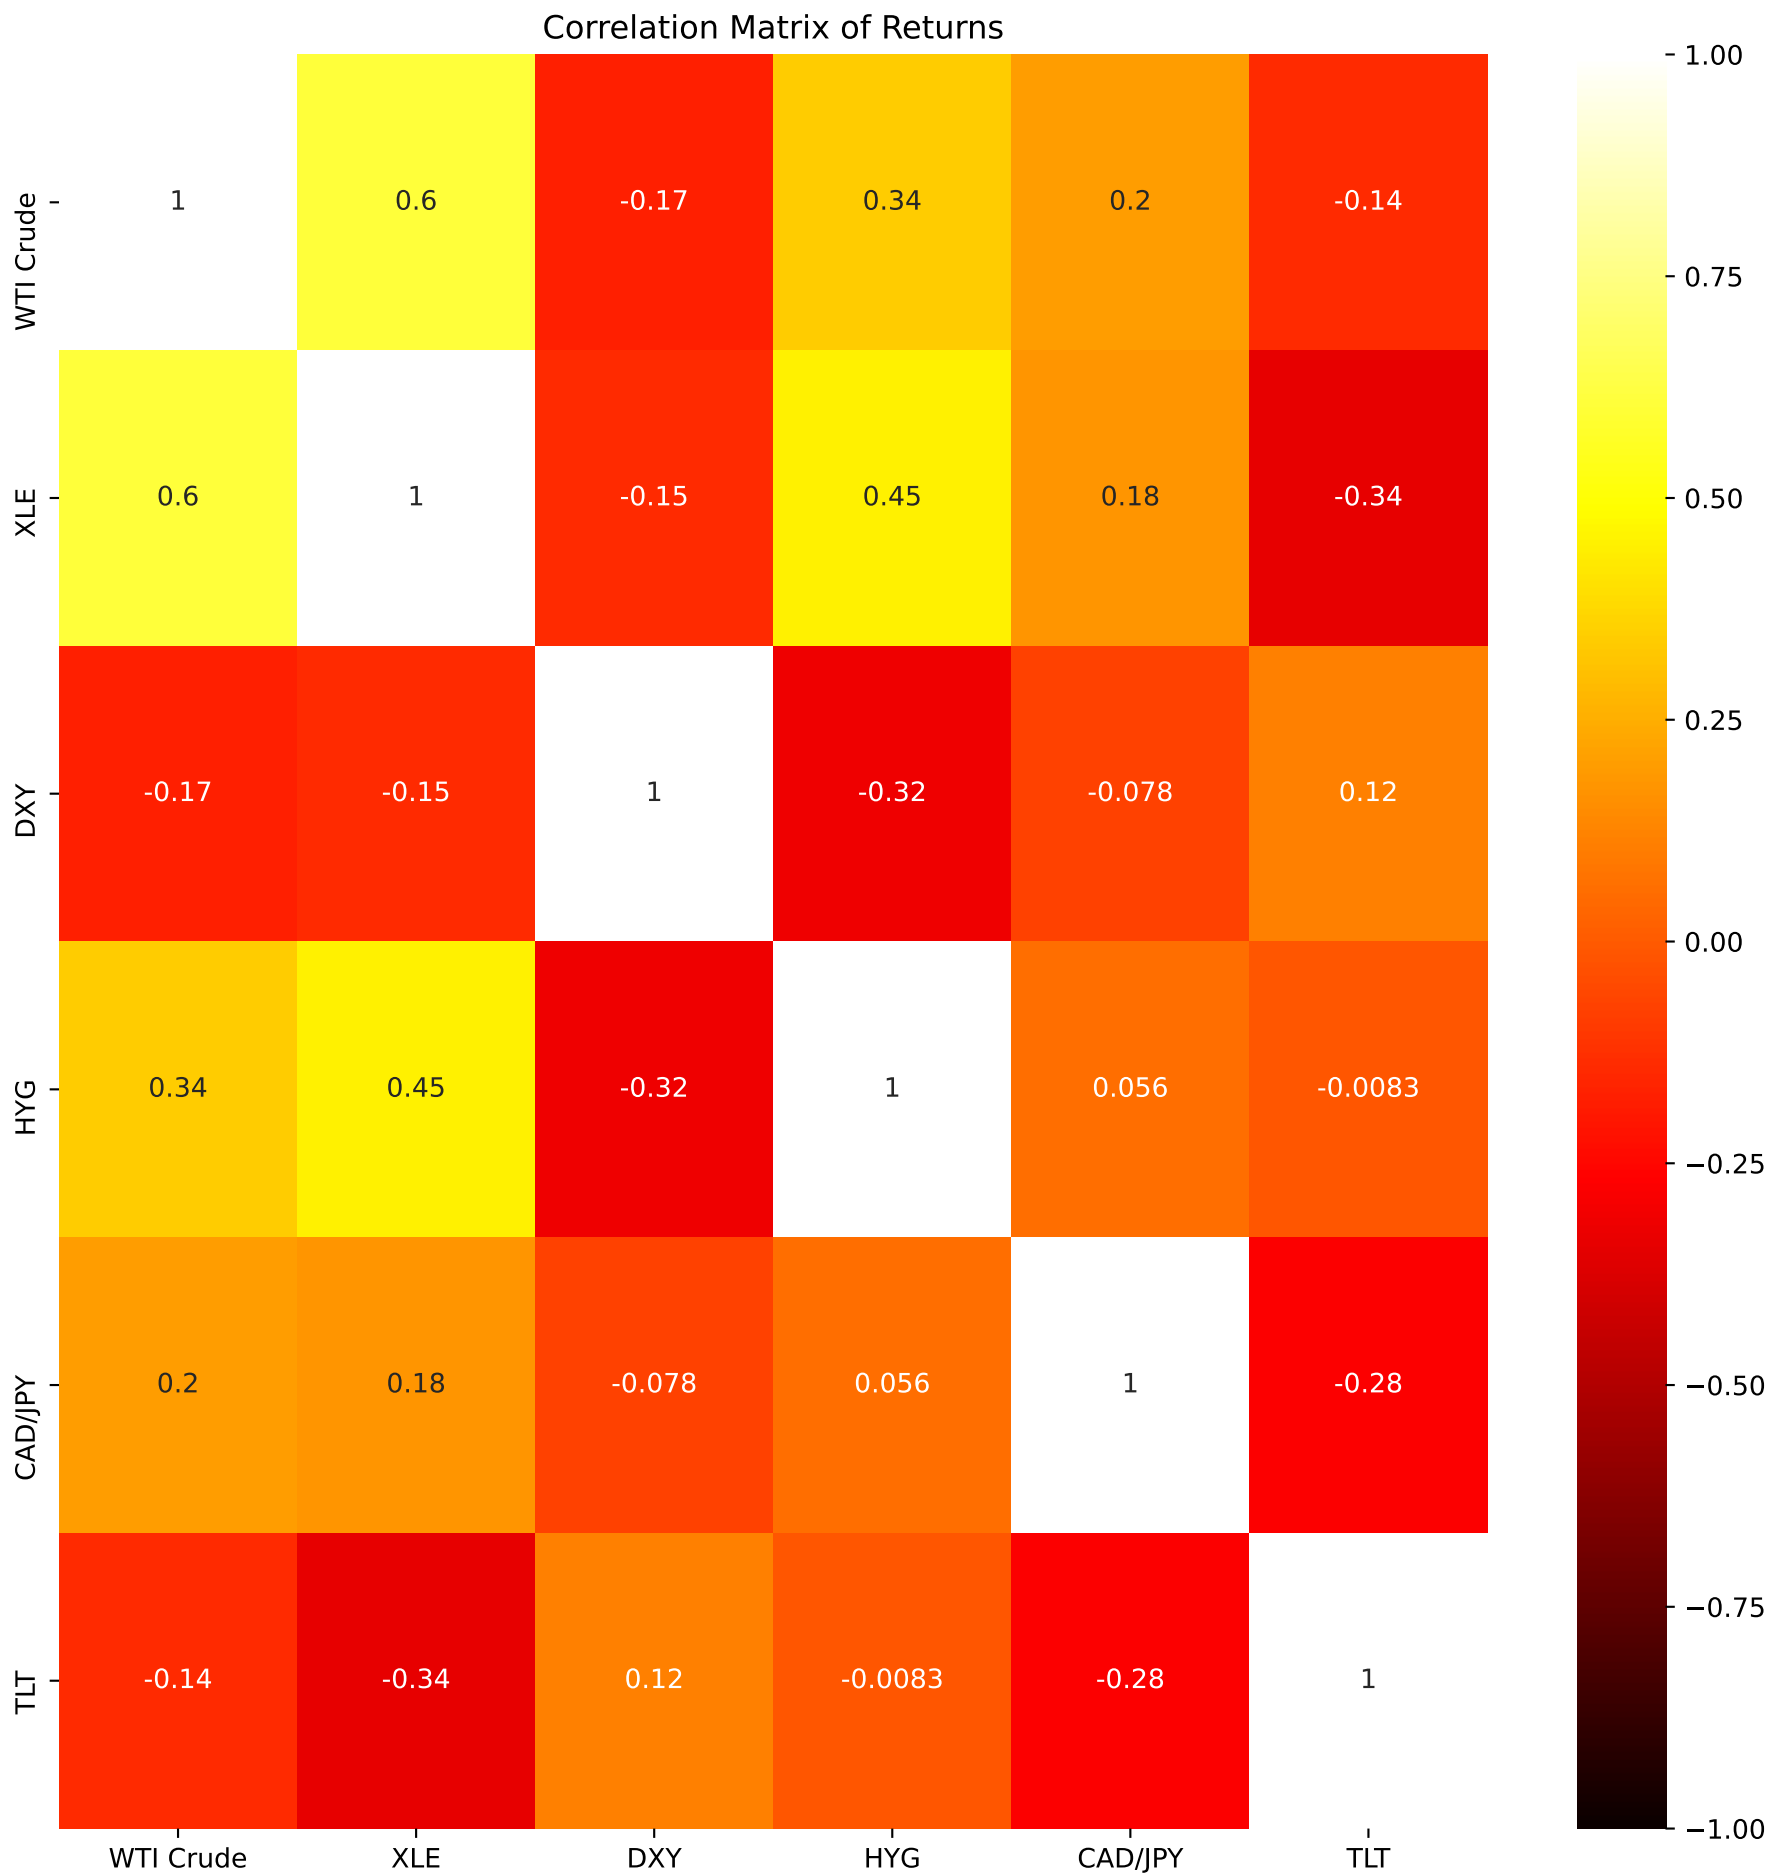 Correlation Matrix of Returns
WTI Crude 1 0.6 -0.17 0.34 0.2 -0.14
XLE 0.6 1 -0.15 0.45 0.18 -0.34
DXY -0.17 -0.15 1 -0.32 -0.078 0.12
HYG 0.34 0.45 -0.32 1 0.056 -0.0083
CAD/JPY 0.2 0.18 -0.078 0.056 1 -0.28
TLT -0.14 -0.34 0.12 -0.0083 -0.28 1
WTI Crude XLE DXY HYG CAD/JPY TLT
1.00
0.75
0.50
0.25
0.00
−0.25
−0.50
−0.75
−1.00